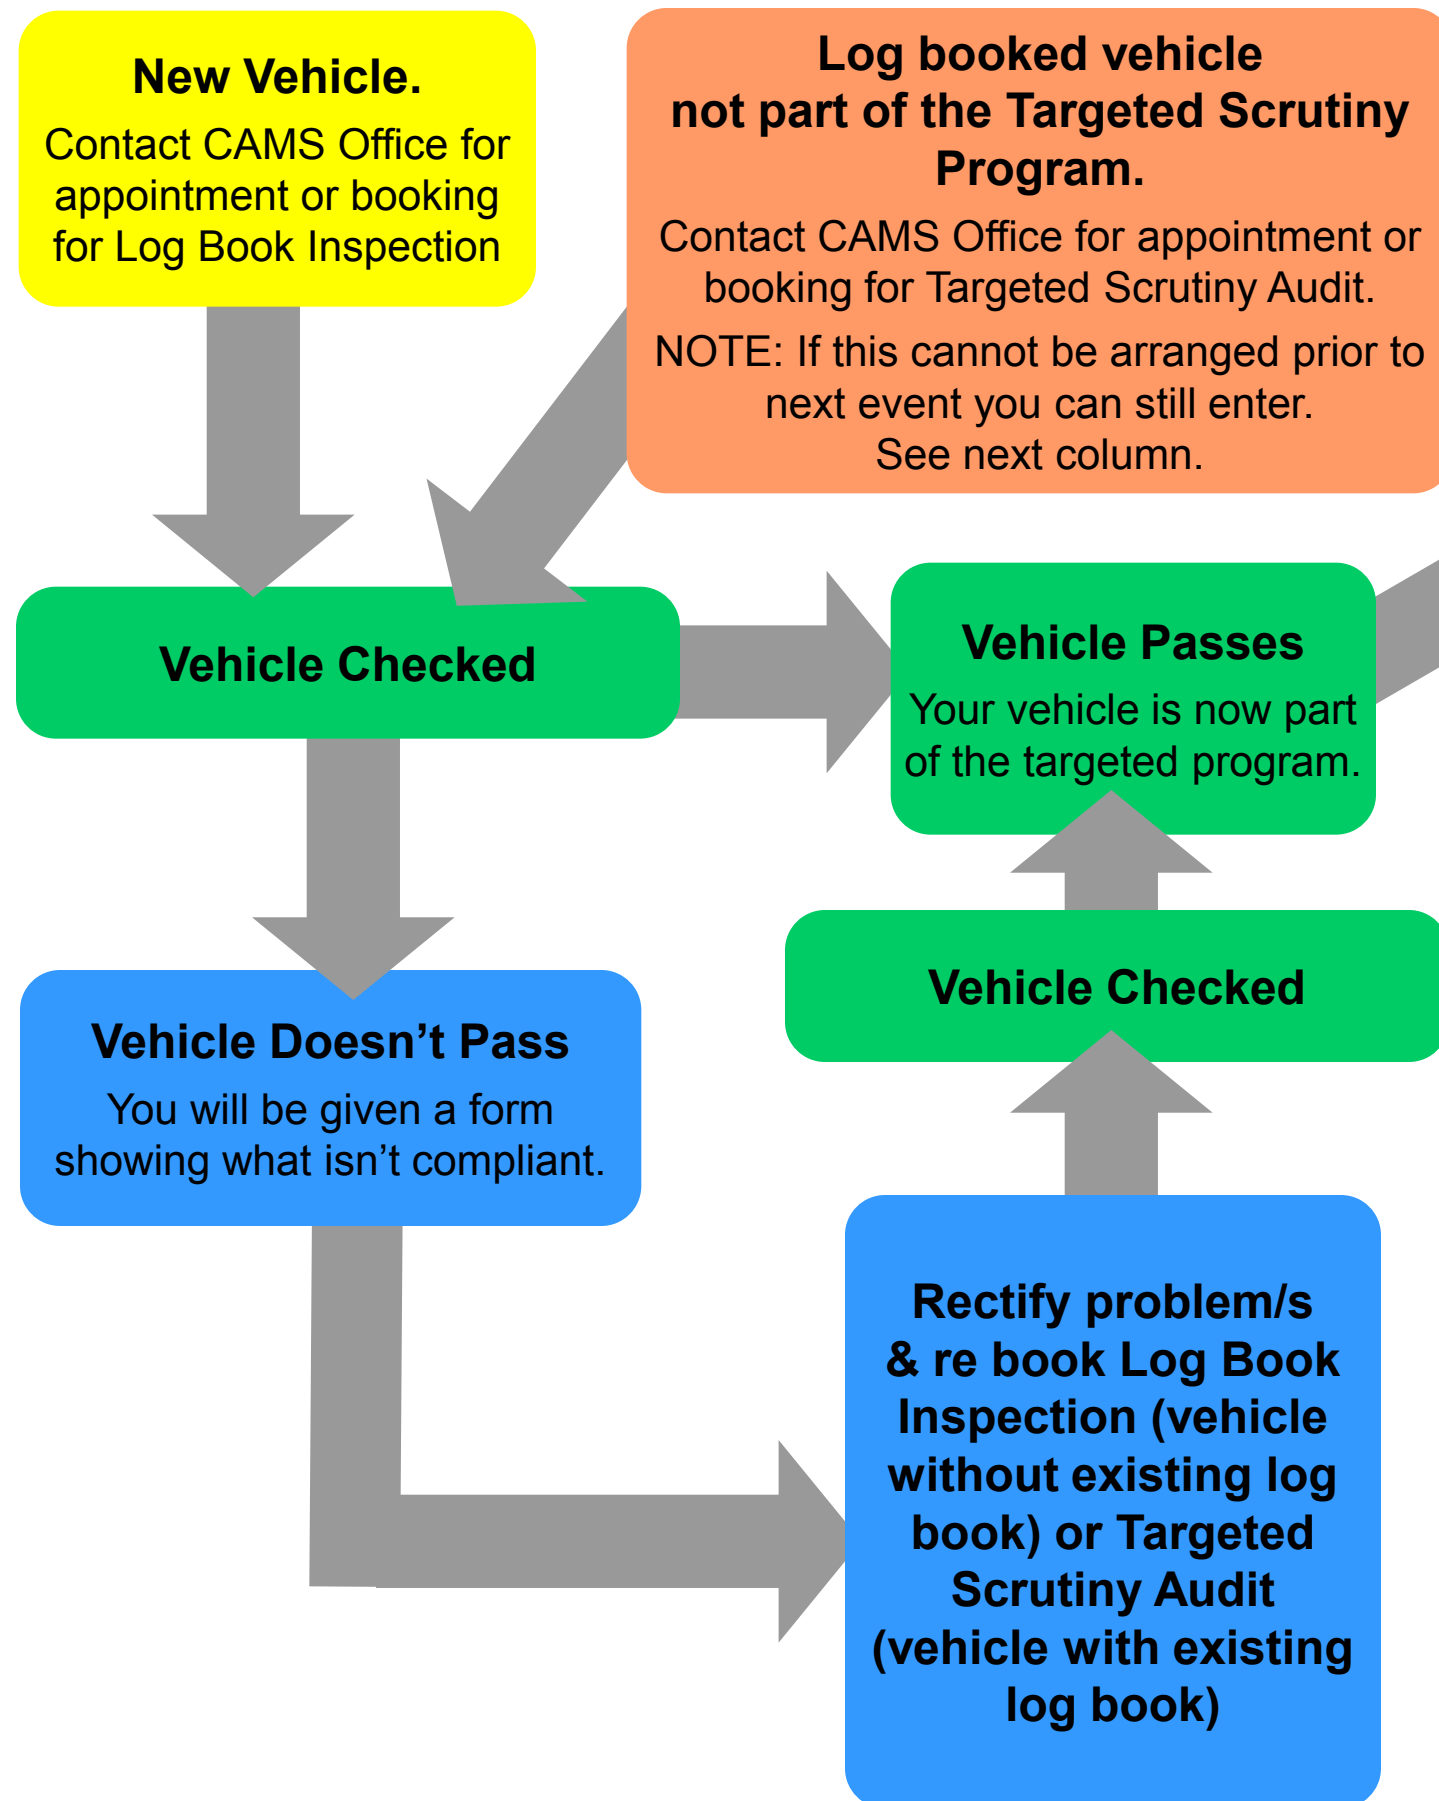 New Vehicle.
Contact CAMS Office for
appointment or booking
for Log Book Inspection
Log booked vehicle
not part of the Targeted Scrutiny
Program.
Contact CAMS Office for appointment or
booking for Targeted Scrutiny Audit.
NOTE: If this cannot be arranged prior to
next event you can still enter.
See next column.
Vehicle Checked
Vehicle Passes
Your vehicle is now part
of the targeted program.
Vehicle Doesn’t Pass
You will be given a form
showing what isn’t compliant.
Vehicle Checked
Rectify problem/s
& re book Log Book
Inspection (vehicle
without existing log
book) or Targeted
Scrutiny Audit
(vehicle with existing
log book)